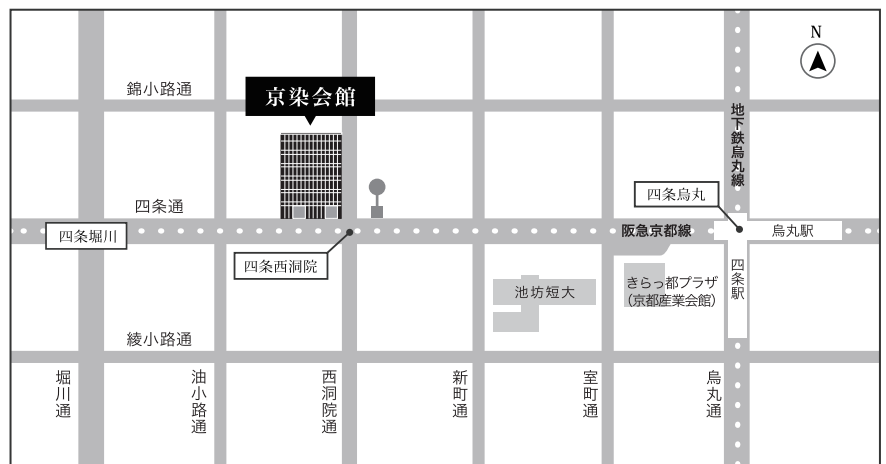 N
錦小路通
京染会館
地下鉄烏丸線
四条通
四条烏丸
四条堀川
阪急京都線
烏丸駅
四条西洞院
四条駅
池坊短大
きらっ都プラザ
（京都産業会館）
綾小路通
堀川通
油小路通
西洞院通
新町通
室町通
烏丸通